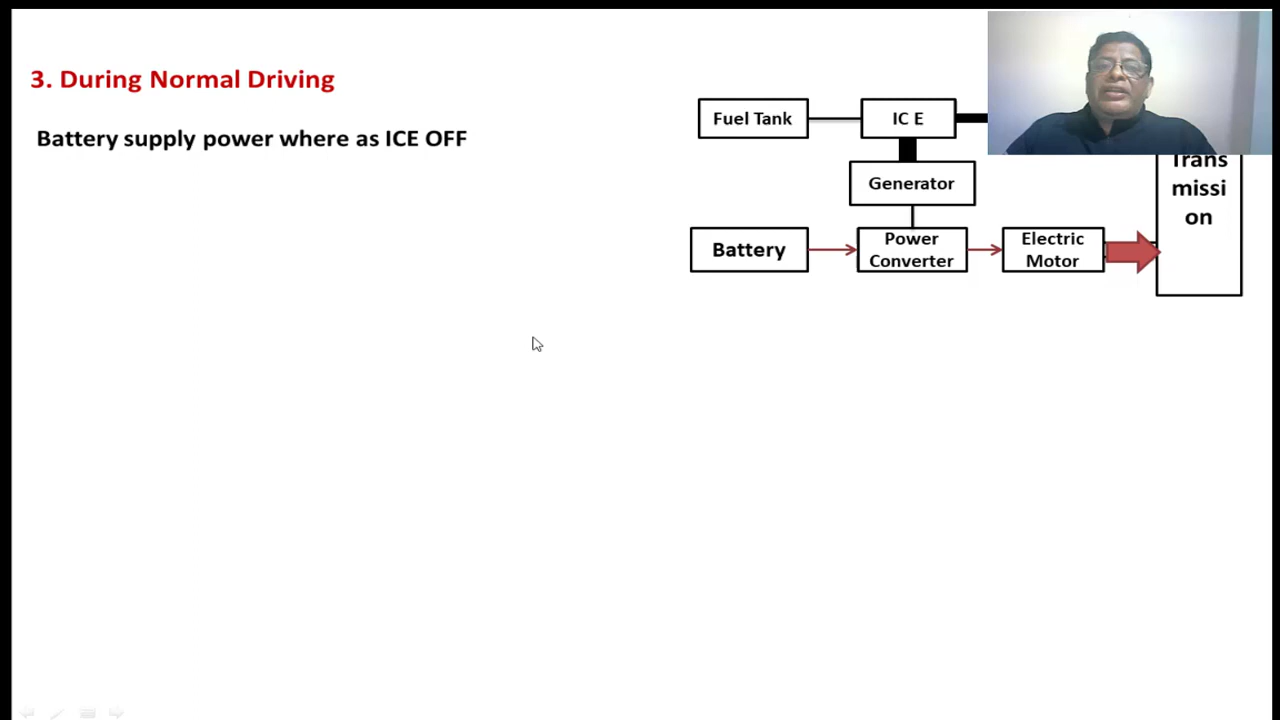 3. During Normal Driving
Battery supply power where as ICE OFF
Fuel Tank
IC E
Generator
Battery
Power
Converter
Electric
Motor
Trans
missi
on